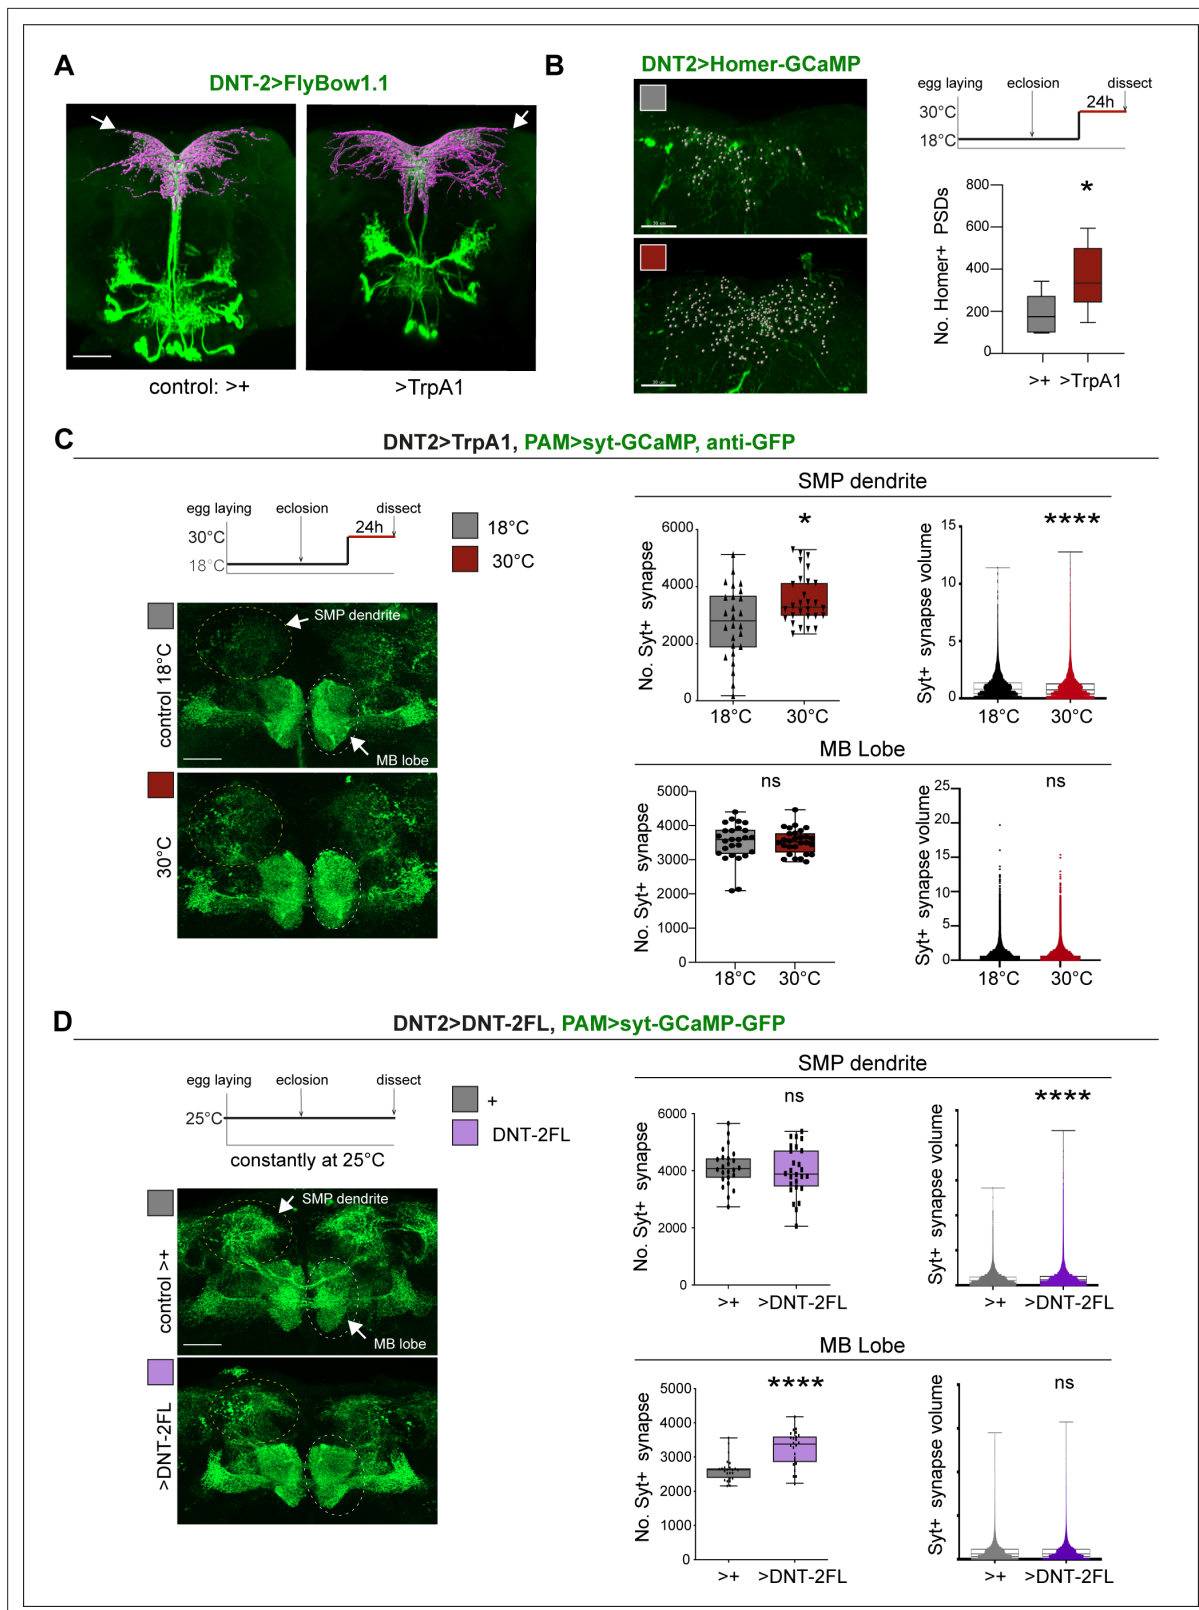 A
DNT-2>FlyBow1.1
control: >+
>TrpA1
B
DNT2>Homer-GCaMP
egg laying eclosion dissect
30°C
24h
18°C
No. Homer+ PSDs
800
600
400
200
0
*
>+ >TrpA1
C
DNT2>TrpA1, PAM>syt-GCaMP, anti-GFP
egg laying eclosion dissect
30°C
24h
18°C
18°C
30°C
control 18°C
SMP dendrite
MB lobe
30°C
SMP dendrite
No. Syt+ synapse
6000
4000
2000
0
*
18°C 30°C
Syt+ synapse volume
15
10
5
0
****
18°C 30°C
MB Lobe
No. Syt+ synapse
5000
4000
3000
2000
1000
0
ns
18°C 30°C
Syt+ synapse volume
25
20
15
10
5
0
ns
18°C 30°C
D
DNT2>DNT-2FL, PAM>syt-GCaMP-GFP
egg laying eclosion dissect
25°C
constantly at 25°C
+
DNT-2FL
control >+
SMP dendrite
MB lobe
>DNT-2FL
SMP dendrite
No. Syt+ synapse
6000
4000
2000
0
ns
>+ >DNT-2FL
Syt+ synapse volume
****
>+ >DNT-2FL
MB Lobe
No. Syt+ synapse
5000
4000
3000
2000
1000
0
****
>+ >DNT-2FL
Syt+ synapse volume
ns
>+ >DNT-2FL